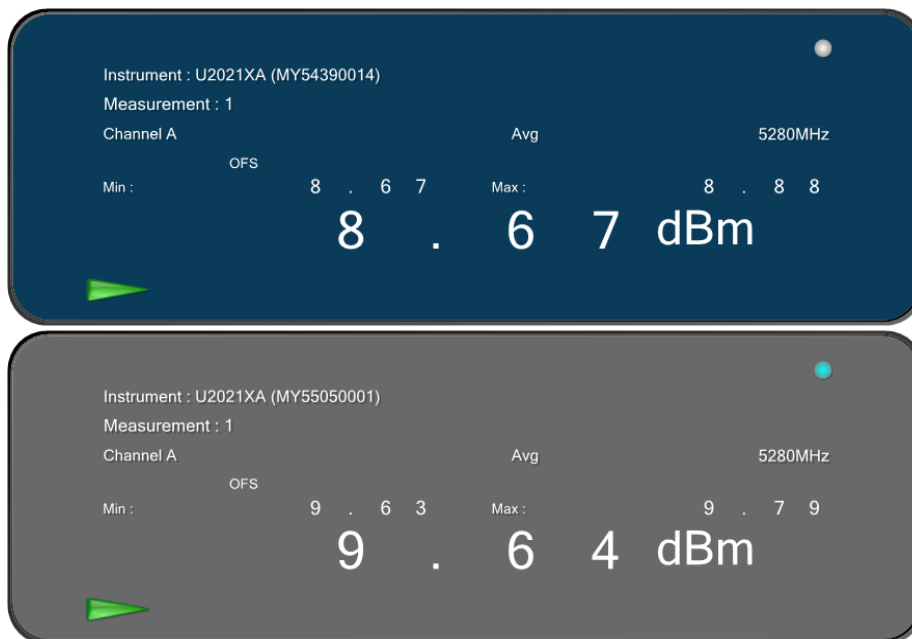 Instrument : U2021XA (MY54390014)
Measurement : 1
Channel A Avg 5280MHz
OFS
Min : 8 . 6 7 Max : 8 . 8 8
8 . 6 7 dBm
Instrument : U2021XA (MY55050001)
Measurement : 1
Channel A Avg 5280MHz
OFS
Min : 9 . 6 3 Max : 9 . 7 9
9 . 6 4 dBm